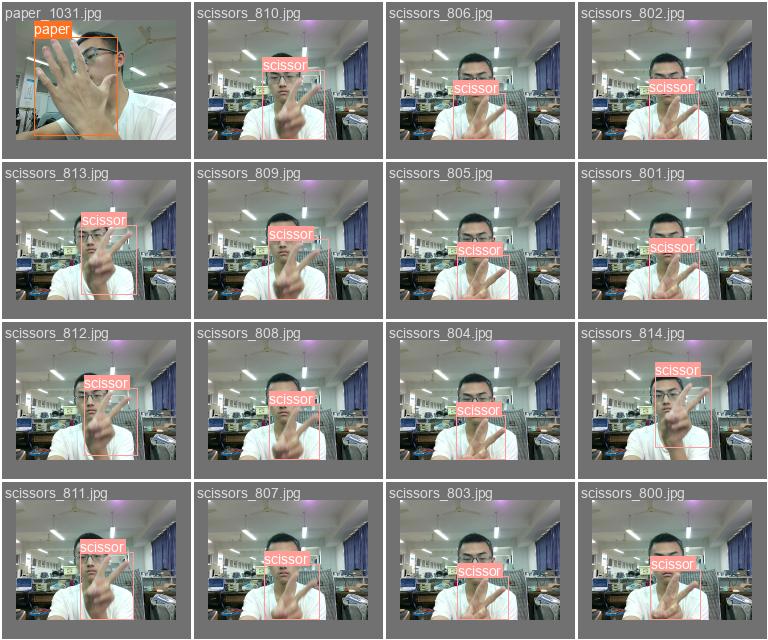 paper_1031.jpg
paper
scissors_810.jpg
scissor
scissors_806.jpg
scissor
scissors_802.jpg
scissor
scissors_813.jpg
scissor
scissors_809.jpg
scissor
scissors_805.jpg
scissor
scissors_801.jpg
scissor
scissors_812.jpg
scissor
scissors_808.jpg
scissor
scissors_804.jpg
scissor
scissors_814.jpg
scissor
scissors_811.jpg
scissor
scissors_807.jpg
scissor
scissors_803.jpg
scissor
scissors_800.jpg
scissor